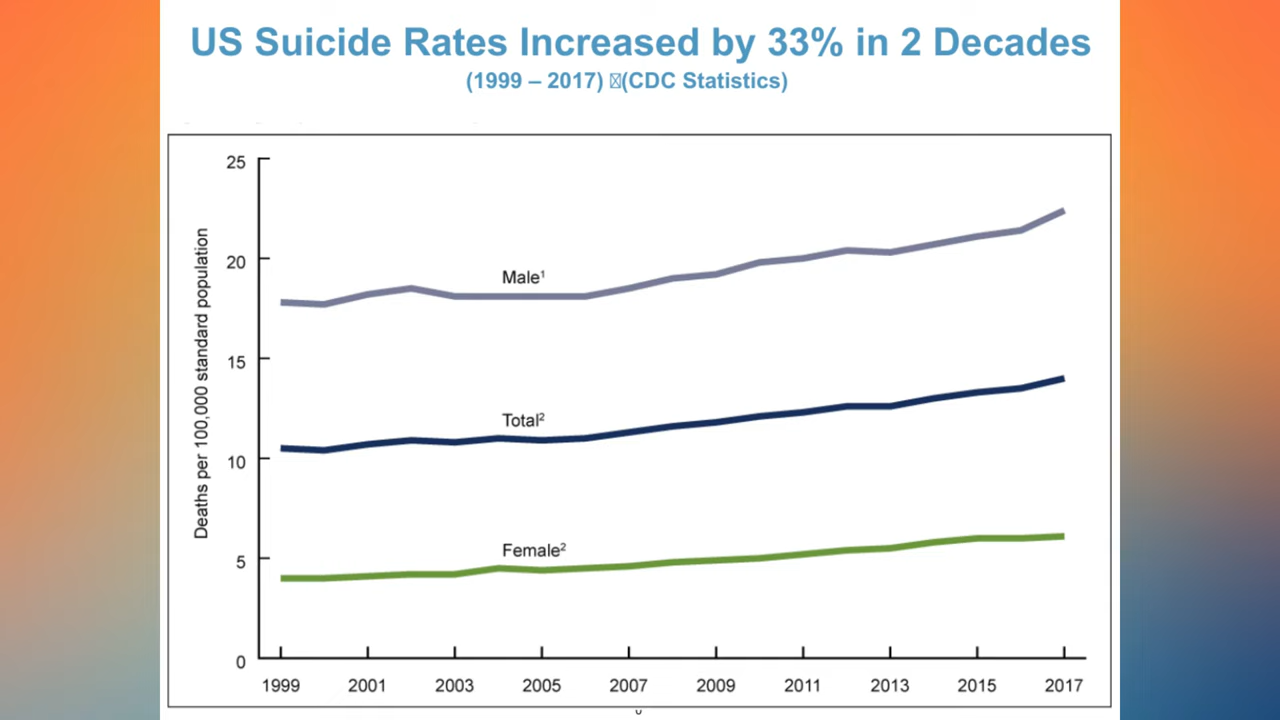 US Suicide Rates Increased by 33% in 2 Decades
(1999 – 2017) (CDC Statistics)
25
20
15
10
5
0
Deaths per 100,000 standard population
Male¹
Total²
Female²
1999 2001 2003 2005 2007 2009 2011 2013 2015 2017